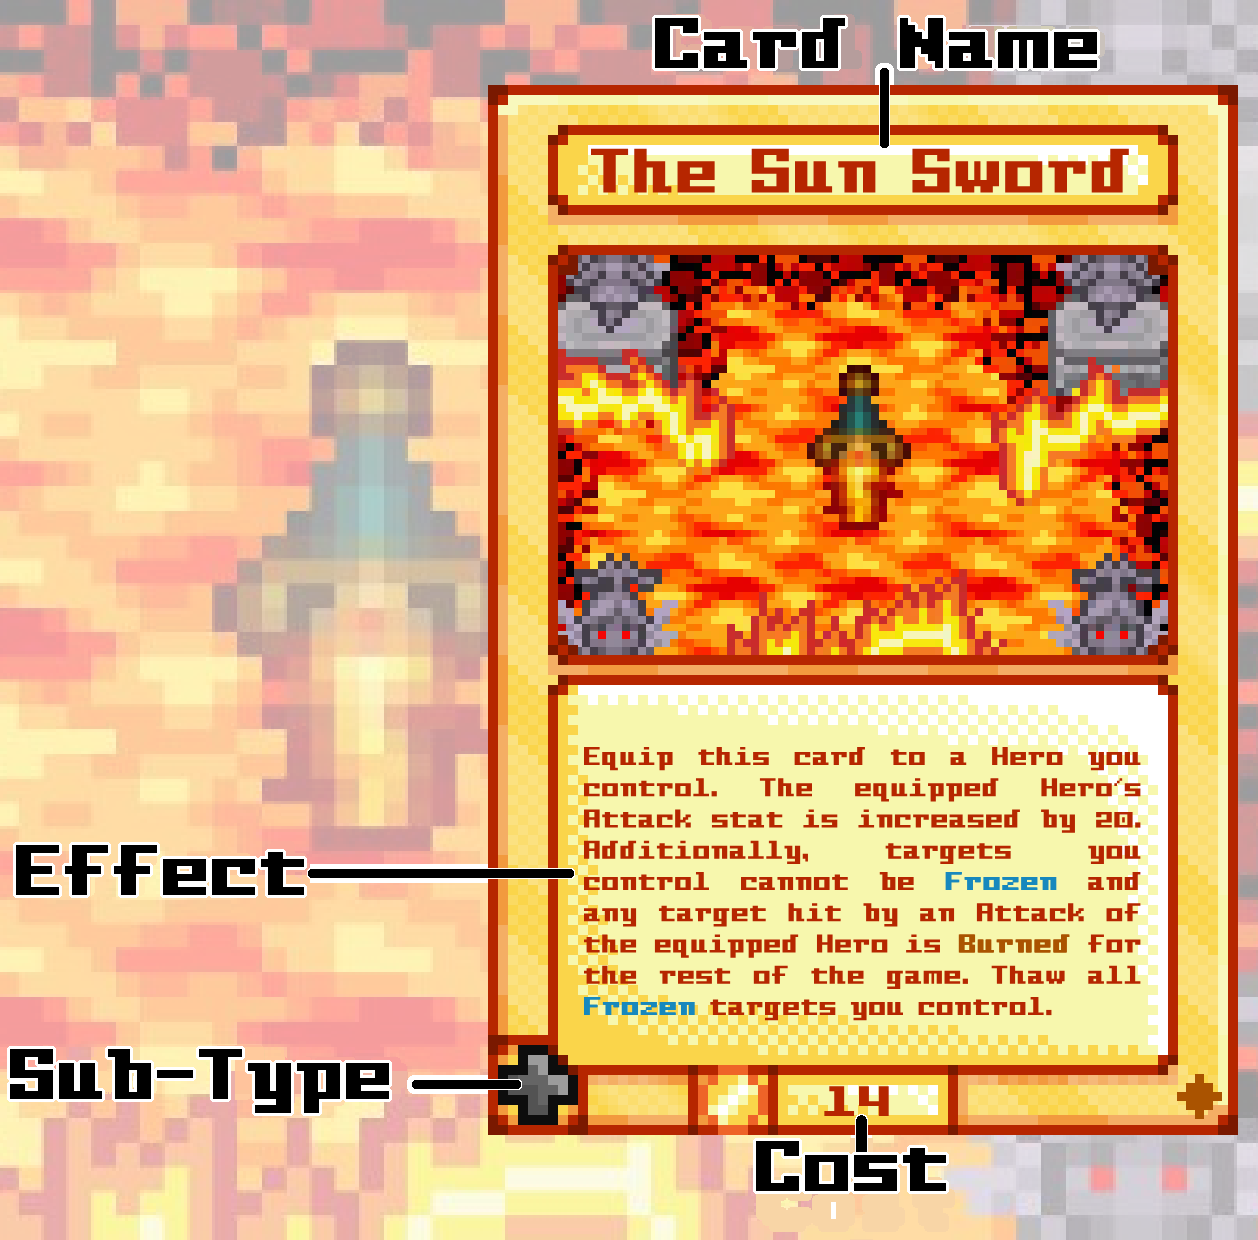 Card Name
The Sun Sword
Equip this card to a Hero you
control. The equipped Hero's
Attack stat is increased by 20.
Additionally, targets you
control cannot be Frozen and
any target hit by an Attack of
the equipped Hero is Burned for
the rest of the game. Thaw all
Frozen targets you control.
Effect
Sub-Type
14
Cost